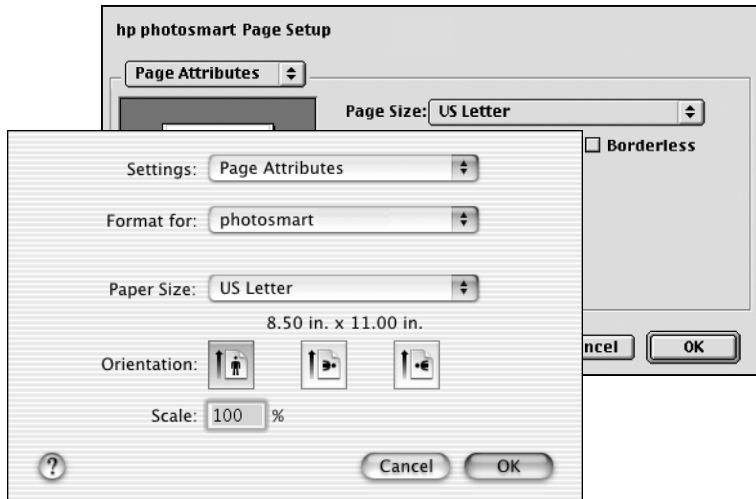 hp photosmart Page Setup
Page Attributes
Page Size: US Letter
Borderless
ncel
OK
Settings: Page Attributes
Format for: photosmart
Paper Size: US Letter
8.50 in. x 11.00 in.
Orientation:
Scale: 100 %
?
Cancel
OK